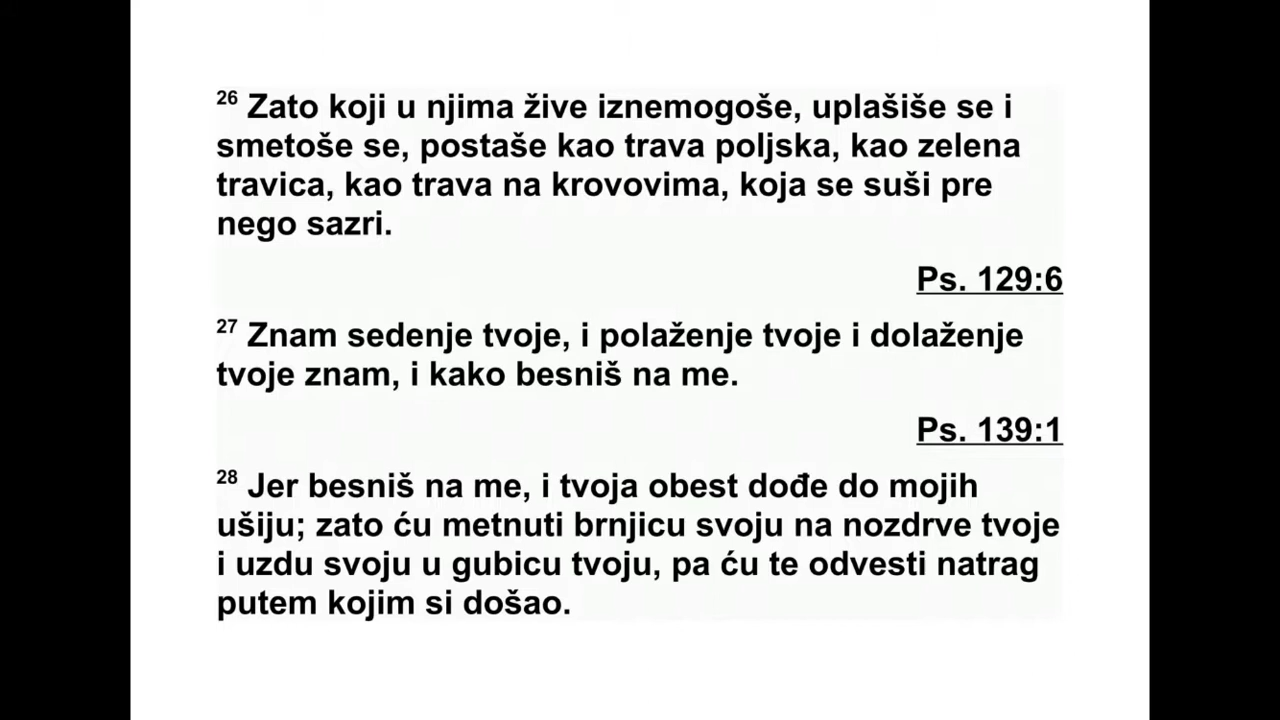 26 Zato koji u njima žive iznemogoše, uplašiše se i
smetoše se, postaše kao trava poljska, kao zelena
travica, kao trava na krovovima, koja se suši pre
nego sazri.
Ps. 129:6
27 Znam sedenje tvoje, i polaženje tvoje i dolaženje
tvoje znam, i kako besniš na me.
Ps. 139:1
28 Jer besniš na me, i tvoja obest dođe do mojih
ušiju; zato ću metnuti brnjicu svoju na nozdrve tvoje
i uzdu svoju u gubicu tvoju, pa ću te odvesti natrag
putem kojim si došao.